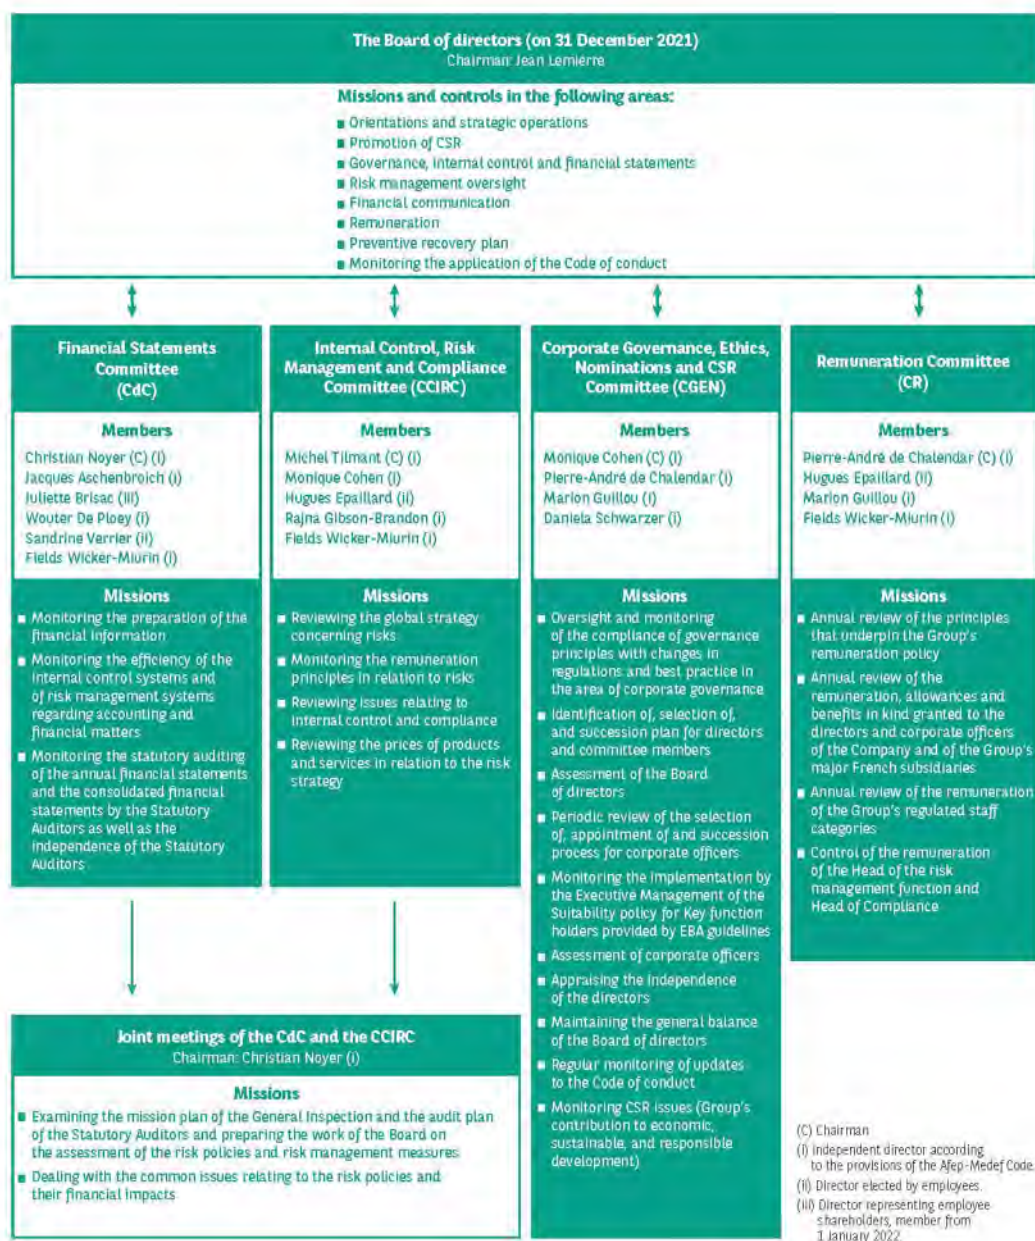 The Board of directors (on 31 December 2021)
Chairman: Jean Lemierre
Missions and controls in the following areas:
■ Orientations and strategic operations
■ Promotion of CSR
■ Governance, internal control and financial statements
■ Risk management oversight
■ Financial communication
■ Remuneration
■ Preventive recovery plan
■ Monitoring the application of the Code of conduct
Financial Statements
Committee
(CdC)
Members
Christian Noyer (C) (i)
Jacques Aschenbroich (i)
Juliette Brisac (iii)
Wouter De Ploey (i)
Sandrine Verrier (ii)
Fields Wicker-Miurin (i)
Missions
■ Monitoring the preparation of the
financial information
■ Monitoring the efficiency of the
internal control systems and
of risk management systems
regarding accounting and
financial matters
■ Monitoring the statutory auditing
of the annual financial statements
and the consolidated financial
statements by the Statutory
Auditors as well as the
independence of the Statutory
Auditors
Internal Control, Risk
Management and Compliance
Committee (CCIRC)
Members
Michel Tilmant (C) (i)
Monique Cohen (i)
Hugues Epaillard (ii)
Rajna Gibson-Brandon (i)
Fields Wicker-Miurin (i)
Missions
■ Reviewing the global strategy
concerning risks
■ Monitoring the remuneration
principles in relation to risks
■ Reviewing issues relating to
internal control and compliance
■ Reviewing the prices of products
and services in relation to the risk
strategy
Corporate Governance, Ethics,
Nominations and CSR
Committee (CGEN)
Members
Monique Cohen (C) (i)
Pierre-André de Chalendar (i)
Marion Guillou (i)
Daniela Schwarzer (i)
Missions
■ Oversight and monitoring
of the compliance of governance
principles with changes in
regulations and best practice in
the area of corporate governance
■ Identification of, selection of,
and succession plan for directors
and committee members
■ Assessment of the Board
of directors
■ Periodic review of the selection
of, appointment of and succession
process for corporate officers
■ Monitoring the implementation by
the Executive Management of the
Suitability policy for Key function
holders provided by EBA guidelines
■ Assessment of corporate officers
■ Appraising the independence
of the directors
■ Maintaining the general balance
of the Board of directors
■ Regular monitoring of updates
to the Code of conduct
■ Monitoring CSR issues (Group's
contribution to economic,
sustainable, and responsible
development)
Remuneration Committee
(CR)
Members
Pierre-André de Chalendar (C) (i)
Hugues Epaillard (ii)
Marion Guillou (i)
Fields Wicker-Miurin (i)
Missions
■ Annual review of the principles
that underpin the Group's
remuneration policy
■ Annual review of the
remuneration, allowances and
benefits in kind granted to the
directors and corporate officers
of the Company and of the Group's
major French subsidiaries
■ Annual review of the remuneration
of the Group's regulated staff
categories
■ Control of the remuneration
of the Head of the risk
management function and
Head of Compliance
Joint meetings of the CdC and the CCIRC
Chairman: Christian Noyer (i)
Missions
■ Examining the mission plan of the General Inspection and the audit plan
of the Statutory Auditors and preparing the work of the Board on
the assessment of the risk policies and risk management measures
■ Dealing with the common issues relating to the risk policies and
their financial impacts
(C) Chairman
(i) Independent director according
to the provisions of the Afep-Medef Code.
(ii) Director elected by employees.
(iii) Director representing employee
shareholders, member from
1 January 2022